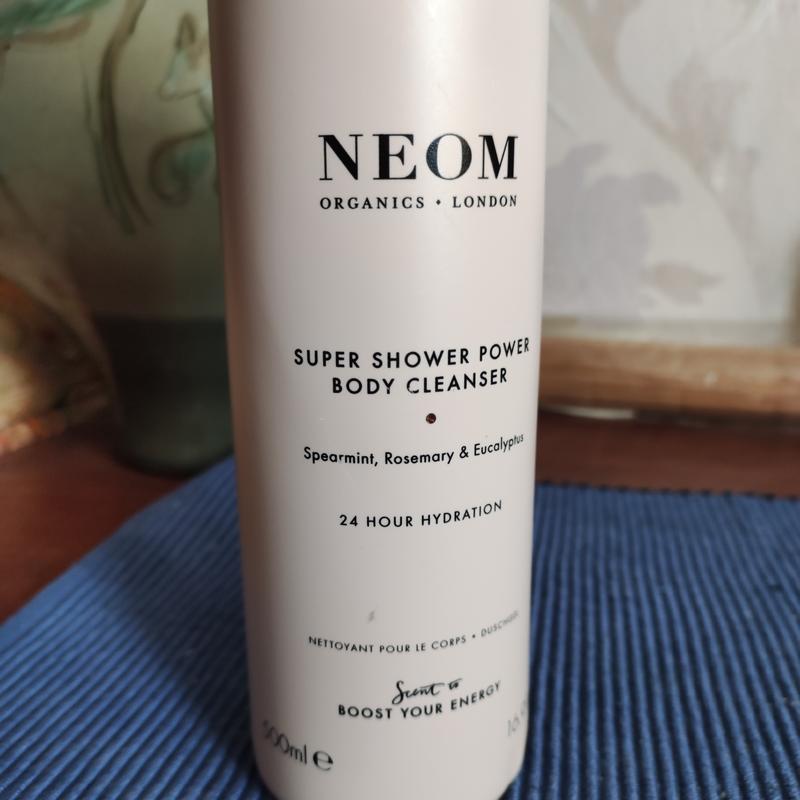 NEOM
ORGANICS • LONDON
SUPER SHOWER POWER
BODY CLEANSER
Spearmint, Rosemary & Eucalyptus
24 HOUR HYDRATION
NETTOYANT POUR LE CORPS • DUSCHGEL
Scent to
BOOST YOUR ENERGY
500ml e